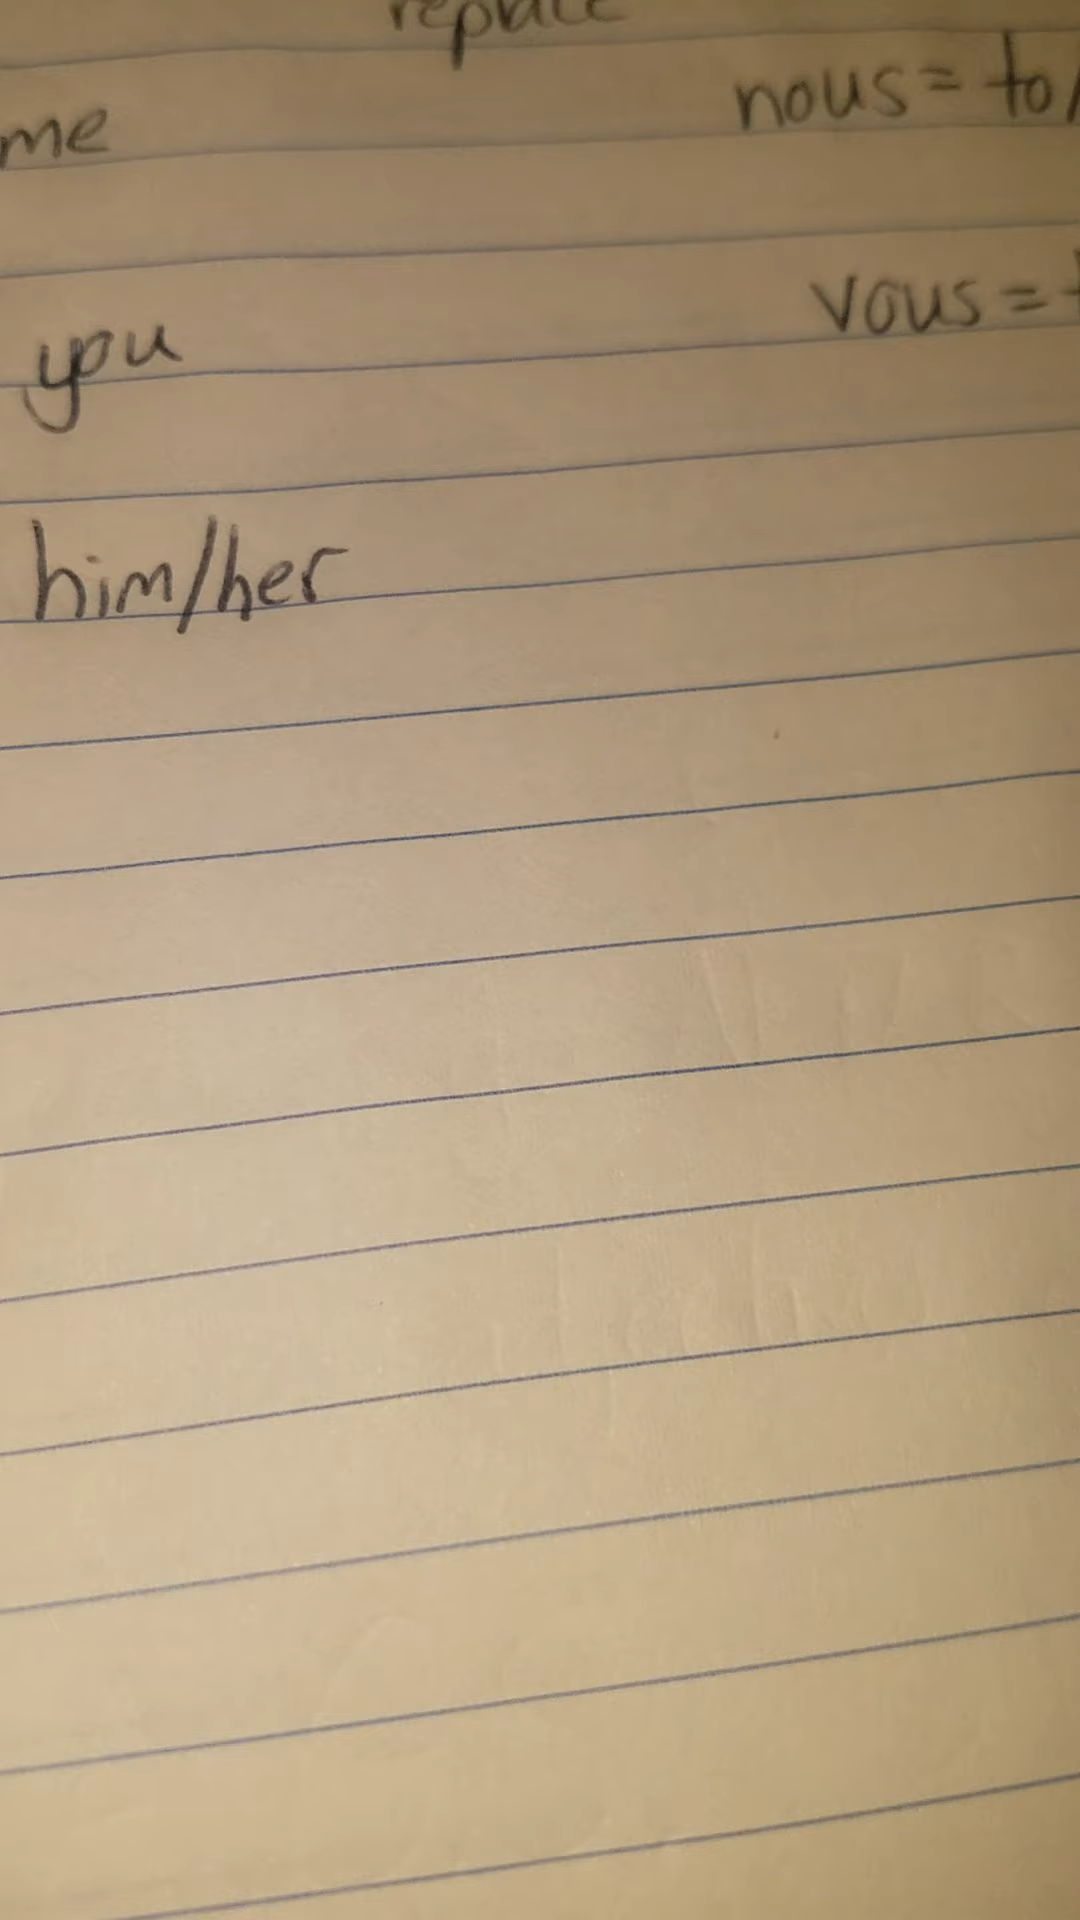 replace
me nous = to/
you vous =
him/her